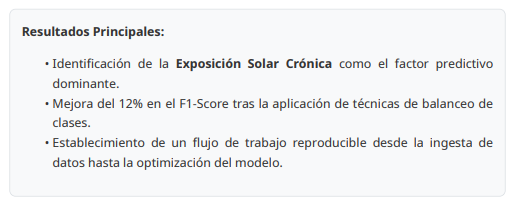 Resultados Principales:
• Identificación de la Exposición Solar Crónica como el factor predictivo
dominante.
• Mejora del 12% en el F1-Score tras la aplicación de técnicas de balanceo de
clases.
• Establecimiento de un flujo de trabajo reproducible desde la ingesta de
datos hasta la optimización del modelo.